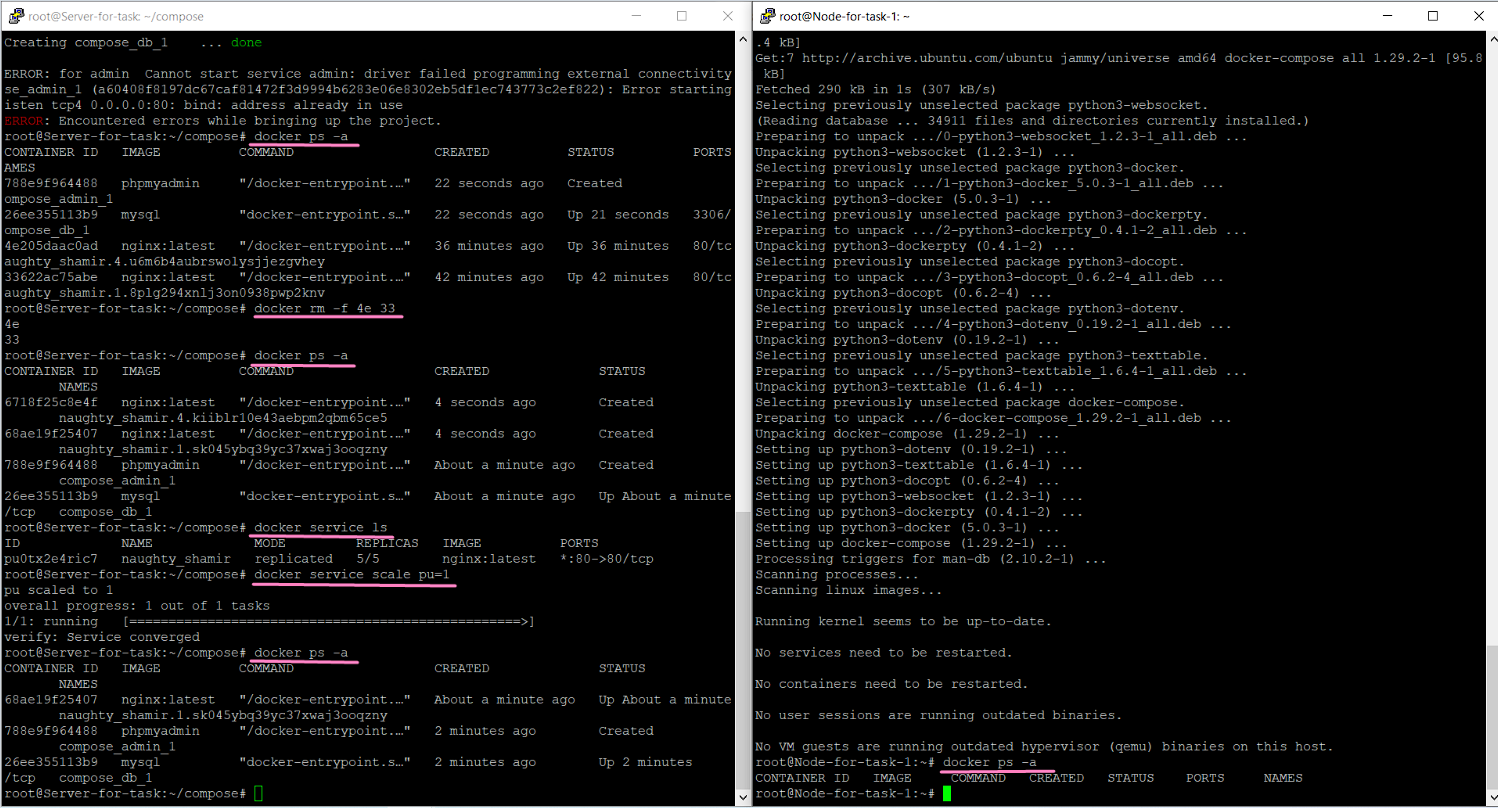 root@Server-for-task: ~/compose
Creating compose_db_1    ... done
ERROR: for admin  Cannot start service admin: driver failed programming external connectivity
se_admin_1 (a60408f8197dc67caf81472f3d9994b6283e06e8302eb5df1ec743773c2ef822): Error starting
isten tcp4 0.0.0.0:80: bind: address already in use
ERROR: Encountered errors while bringing up the project.
root@Server-for-task:~/compose# docker ps -a
CONTAINER ID   IMAGE          COMMAND                  CREATED          STATUS          PORTS
AMES
788e9f964488   phpmyadmin     "/docker-entrypoint.…"   22 seconds ago   Created
ompose_admin_1
26ee355113b9   mysql          "docker-entrypoint.s…"   22 seconds ago   Up 21 seconds   3306/
ompose_db_1
4e205daac0ad   nginx:latest   "/docker-entrypoint.…"   36 minutes ago   Up 36 minutes   80/tc
aughty_shamir.4.u6m6b4aubrswolysjjezgvhey
33622ac75abe   nginx:latest   "/docker-entrypoint.…"   42 minutes ago   Up 42 minutes   80/tc
aughty_shamir.1.8plg294xnlj3on0938pwp2knv
root@Server-for-task:~/compose# docker rm -f 4e 33
4e
33
root@Server-for-task:~/compose# docker ps -a
CONTAINER ID   IMAGE          COMMAND                  CREATED              STATUS
NAMES
6718f25c8e4f   nginx:latest   "/docker-entrypoint.…"   4 seconds ago        Created
naughty_shamir.4.kiiblr10e43aebpm2qbm65ce5
68ae19f25407   nginx:latest   "/docker-entrypoint.…"   4 seconds ago        Created
naughty_shamir.1.sk045ybq39yc37xwaj3ooqzny
788e9f964488   phpmyadmin     "/docker-entrypoint.…"   About a minute ago   Created
compose_admin_1
26ee355113b9   mysql          "docker-entrypoint.s…"   About a minute ago   Up About a minute
/tcp   compose_db_1
root@Server-for-task:~/compose# docker service ls
ID             NAME             MODE         REPLICAS   IMAGE          PORTS
pu0tx2e4ric7   naughty_shamir   replicated   5/5        nginx:latest   *:80->80/tcp
root@Server-for-task:~/compose# docker service scale pu=1
pu scaled to 1
overall progress: 1 out of 1 tasks
1/1: running   [==================================================>]
verify: Service converged
root@Server-for-task:~/compose# docker ps -a
CONTAINER ID   IMAGE          COMMAND                  CREATED              STATUS
NAMES
68ae19f25407   nginx:latest   "/docker-entrypoint.…"   About a minute ago   Up About a minute
naughty_shamir.1.sk045ybq39yc37xwaj3ooqzny
788e9f964488   phpmyadmin     "/docker-entrypoint.…"   2 minutes ago        Created
compose_admin_1
26ee355113b9   mysql          "docker-entrypoint.s…"   2 minutes ago        Up 2 minutes
/tcp   compose_db_1
root@Server-for-task:~/compose#
root@Node-for-task-1: ~
.4 kB]
Get:7 http://archive.ubuntu.com/ubuntu jammy/universe amd64 docker-compose all 1.29.2-1 [95.8
kB]
Fetched 290 kB in 1s (307 kB/s)
Selecting previously unselected package python3-websocket.
(Reading database ... 34911 files and directories currently installed.)
Preparing to unpack .../0-python3-websocket_1.2.3-1_all.deb ...
Unpacking python3-websocket (1.2.3-1) ...
Selecting previously unselected package python3-docker.
Preparing to unpack .../1-python3-docker_5.0.3-1_all.deb ...
Unpacking python3-docker (5.0.3-1) ...
Selecting previously unselected package python3-dockerpty.
Preparing to unpack .../2-python3-dockerpty_0.4.1-2_all.deb ...
Unpacking python3-dockerpty (0.4.1-2) ...
Selecting previously unselected package python3-docopt.
Preparing to unpack .../3-python3-docopt_0.6.2-4_all.deb ...
Unpacking python3-docopt (0.6.2-4) ...
Selecting previously unselected package python3-dotenv.
Preparing to unpack .../4-python3-dotenv_0.19.2-1_all.deb ...
Unpacking python3-dotenv (0.19.2-1) ...
Selecting previously unselected package python3-texttable.
Preparing to unpack .../5-python3-texttable_1.6.4-1_all.deb ...
Unpacking python3-texttable (1.6.4-1) ...
Selecting previously unselected package docker-compose.
Preparing to unpack .../6-docker-compose_1.29.2-1_all.deb ...
Unpacking docker-compose (1.29.2-1) ...
Setting up python3-dotenv (0.19.2-1) ...
Setting up python3-texttable (1.6.4-1) ...
Setting up python3-docopt (0.6.2-4) ...
Setting up python3-websocket (1.2.3-1) ...
Setting up python3-dockerpty (0.4.1-2) ...
Setting up python3-docker (5.0.3-1) ...
Setting up docker-compose (1.29.2-1) ...
Processing triggers for man-db (2.10.2-1) ...
Scanning processes...
Scanning linux images...
Running kernel seems to be up-to-date.
No services need to be restarted.
No containers need to be restarted.
No user sessions are running outdated binaries.
No VM guests are running outdated hypervisor (qemu) binaries on this host.
root@Node-for-task-1:~# docker ps -a
CONTAINER ID   IMAGE     COMMAND   CREATED   STATUS    PORTS     NAMES
root@Node-for-task-1:~#